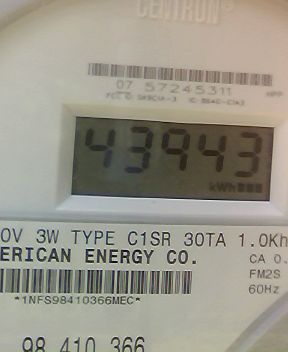 CENTRON
07 57245311
43943
kWh
0V 3W TYPE C1SR 30TA 1.0Kh
ERICAN ENERGY CO.
CA 0.
FM2S
60Hz
*1NFS98410366MEC*
98 410 366